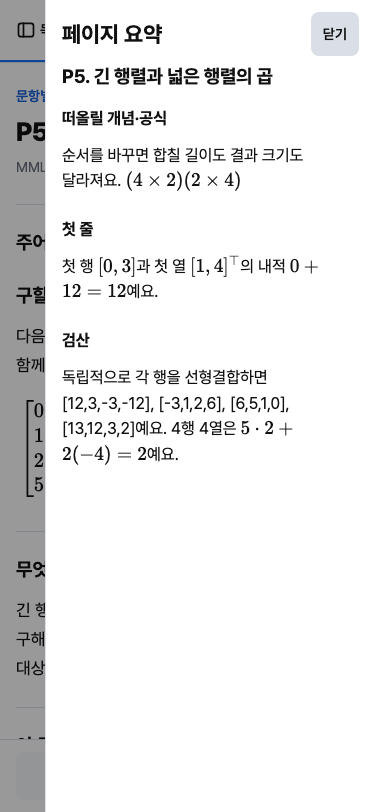 페이지 요약
닫기
P5. 긴 행렬과 넓은 행렬의 곱
떠올릴 개념·공식
순서를 바꾸면 합칠 길이도 결과 크기도
달라져요. (4 × 2)(2 × 4)
첫 줄
첫 행 [0, 3]과 첫 열 [1, 4]⊤의 내적 0 +
12 = 12예요.
검산
독립적으로 각 행을 선형결합하면
[12,3,-3,-12], [-3,1,2,6], [6,5,1,0],
[13,12,3,2]예요. 4행 4열은 5 · 2 +
2(−4) = 2예요.
P5
MML
주어
구할
다음
함께
0
1
2
5
무엇
긴 행
구해
대상